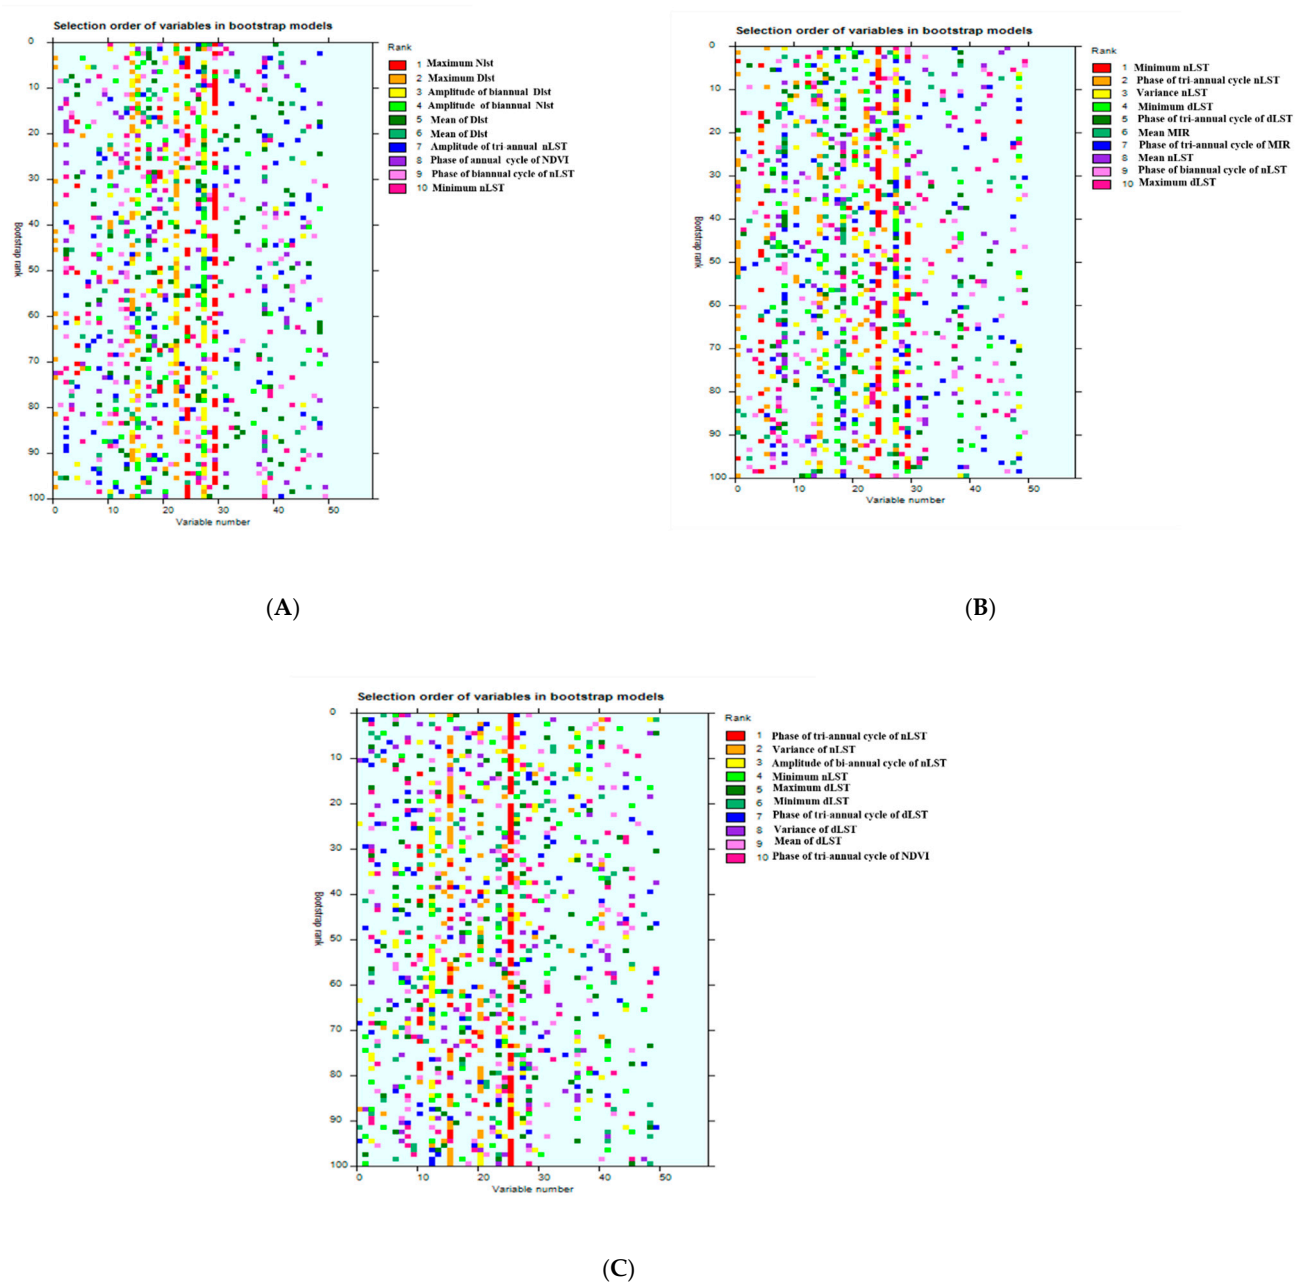 Selection order of variables in bootstrap models
Rank
1 Maximum Nlst
2 Maximum Dlst
3 Amplitude of biannual Dlst
4 Amplitude of biannual Nlst
5 Mean of Dlst
6 Mean of Dlst
7 Amplitude of tri-annual nLST
8 Phase of annual cycle of NDVI
9 Phase of biannual cycle of nLST
10 Minimum nLST
0
10
20
30
40
50
60
70
80
90
100
Bootstrap rank
0 10 20 30 40 50
Variable number
(A)
Selection order of variables in bootstrap models
Rank
1 Minimum nLST
2 Phase of tri-annual cycle nLST
3 Variance nLST
4 Minimum dLST
5 Phase of tri-annual cycle of dLST
6 Mean MIR
7 Phase of tri-annual cycle of MIR
8 Mean nLST
9 Phase of biannual cycle of nLST
10 Maximum dLST
0
10
20
30
40
50
60
70
80
90
100
Bootstrap rank
0 10 20 30 40 50
Variable number
(B)
Selection order of variables in bootstrap models
Rank
1 Phase of tri-annual cycle of nLST
2 Variance of nLST
3 Amplitude of bi-annual cycle of nLST
4 Minimum nLST
5 Maximum dLST
6 Minimum dLST
7 Phase of tri-annual cycle of dLST
8 Variance of dLST
9 Mean of dLST
10 Phase of tri-annual cycle of NDVI
0
10
20
30
40
50
60
70
80
90
100
Bootstrap rank
0 10 20 30 40 50
Variable number
(C)